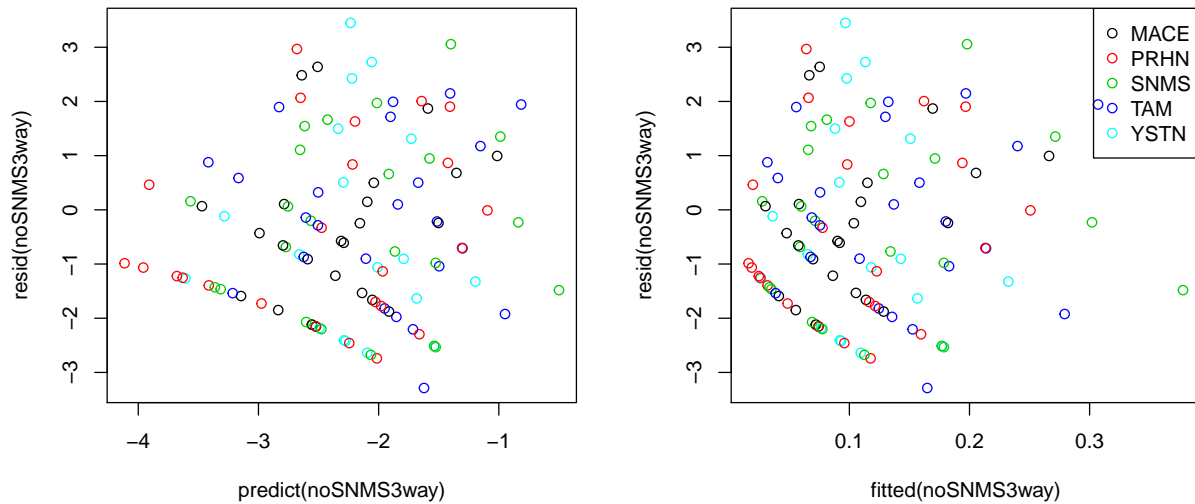 3
2
1
0
−1
−2
−3
resid(noSNMS3way)
−4
−3
−2
−1
predict(noSNMS3way)
3
2
1
0
−1
−2
−3
resid(noSNMS3way)
MACE
PRHN
SNMS
TAM
YSTN
0.1
0.2
0.3
fitted(noSNMS3way)